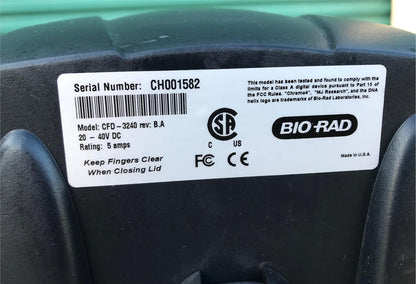 Serial Number: CH001582
Model: CFD-3240 rev: B.A
20 - 40V DC
Rating: 5 amps
Keep Fingers Clear
When Closing Lid
SA
C US
FC CE
This model has been tested and found to comply with the
limits for a Class A digital device pursuant to Part 15 of
the FCC Rules. "Chromo4", "MJ Research", and the DNA
helix logo are trademarks of Bio-Rad Laboratories, Inc.
BIO-RAD
Made in U.S.A.